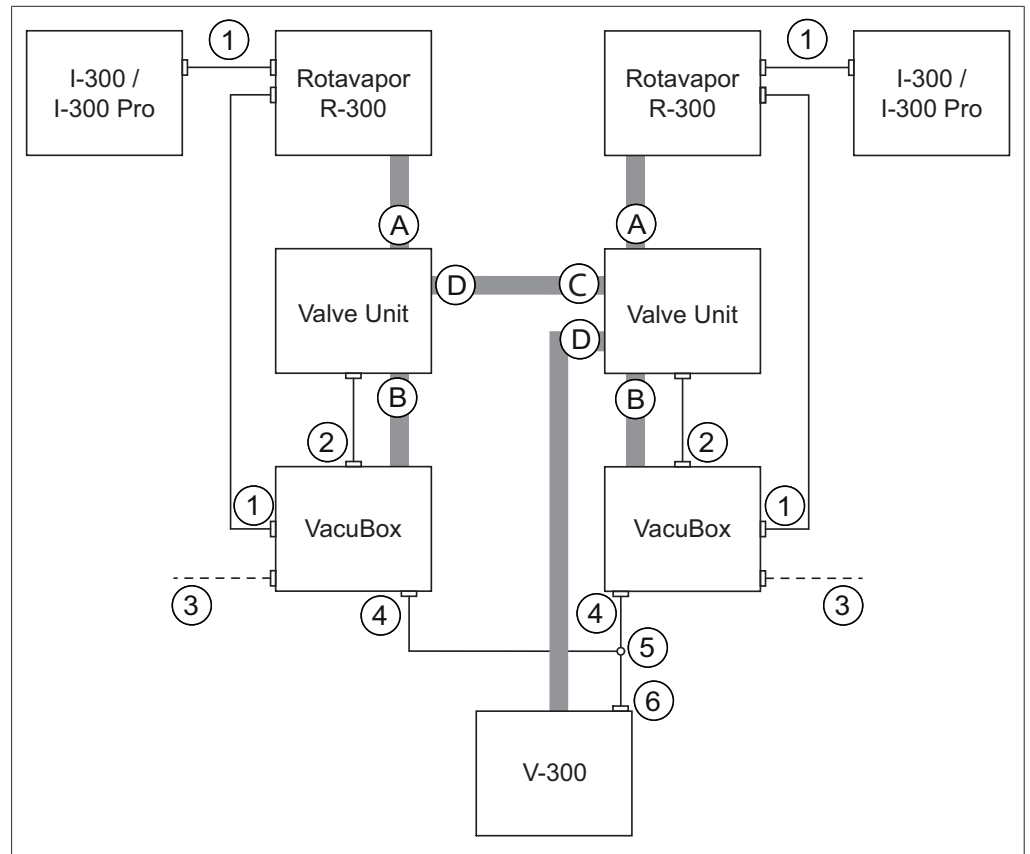 1
1
I-300 /
I-300 Pro
Rotavapor
R-300
Rotavapor
R-300
I-300 /
I-300 Pro
A
A
D
C
Valve Unit
Valve Unit
D
B
B
2
2
1
VacuBox
VacuBox
1
3
4
4
3
5
6
V-300